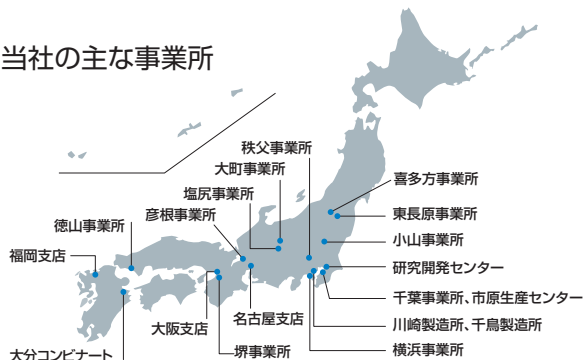 当社の主な事業所
秩父事業所
大町事業所
塩尻事業所
彦根事業所
徳山事業所
福岡支店
喜多方事業所
東長原事業所
小山事業所
研究開発センター
千葉事業所、市原生産センター
川崎製造所、千鳥製造所
横浜事業所
名古屋支店
大阪支店
堺事業所
大分コンビナート